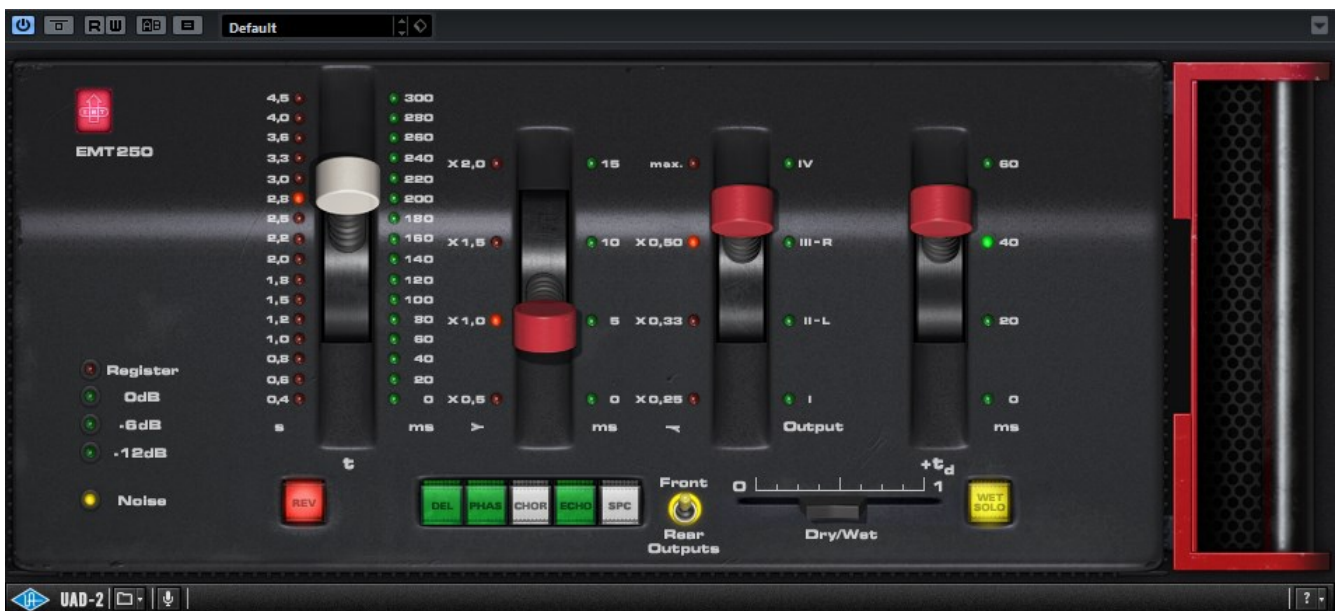 R W AB Default
EMT
EMT250
4,5 300
4,0 280
3,6 260
3,3 240 X2,0 15 max. IV 60
3,0 220
2,8 200
2,5 180
2,2 160 X1,5 10 X0,50 III-R 40
2,0 140
1,8 120
1,5 100
1,2 80 X1,0 5 X0,33 II-L 20
1,0 60
0,8 40
0,6 20
0,4 0 X0,5 0 X0,25 I 0
s ms ms Output ms
Register
0dB
-6dB
-12dB
Noise
t
+td
REV
DEL PHAS CHOR ECHO SPC
Front
Rear
Outputs
0 1
Dry/Wet
WET
SOLO
UAD-2 ?